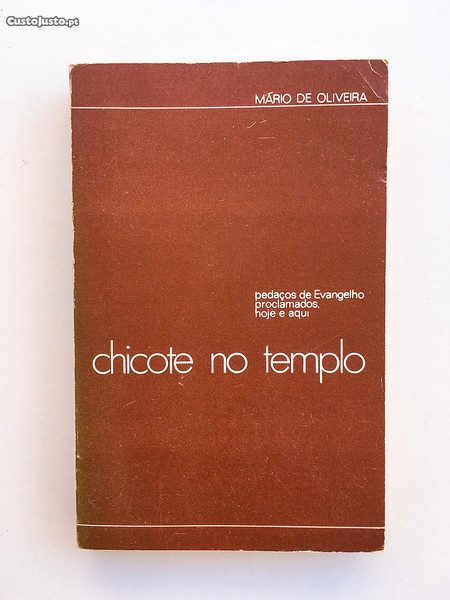 CustoJusto.pt
MÁRIO DE OLIVEIRA
pedaços de Evangelho
proclamados,
hoje e aqui
chicote no templo